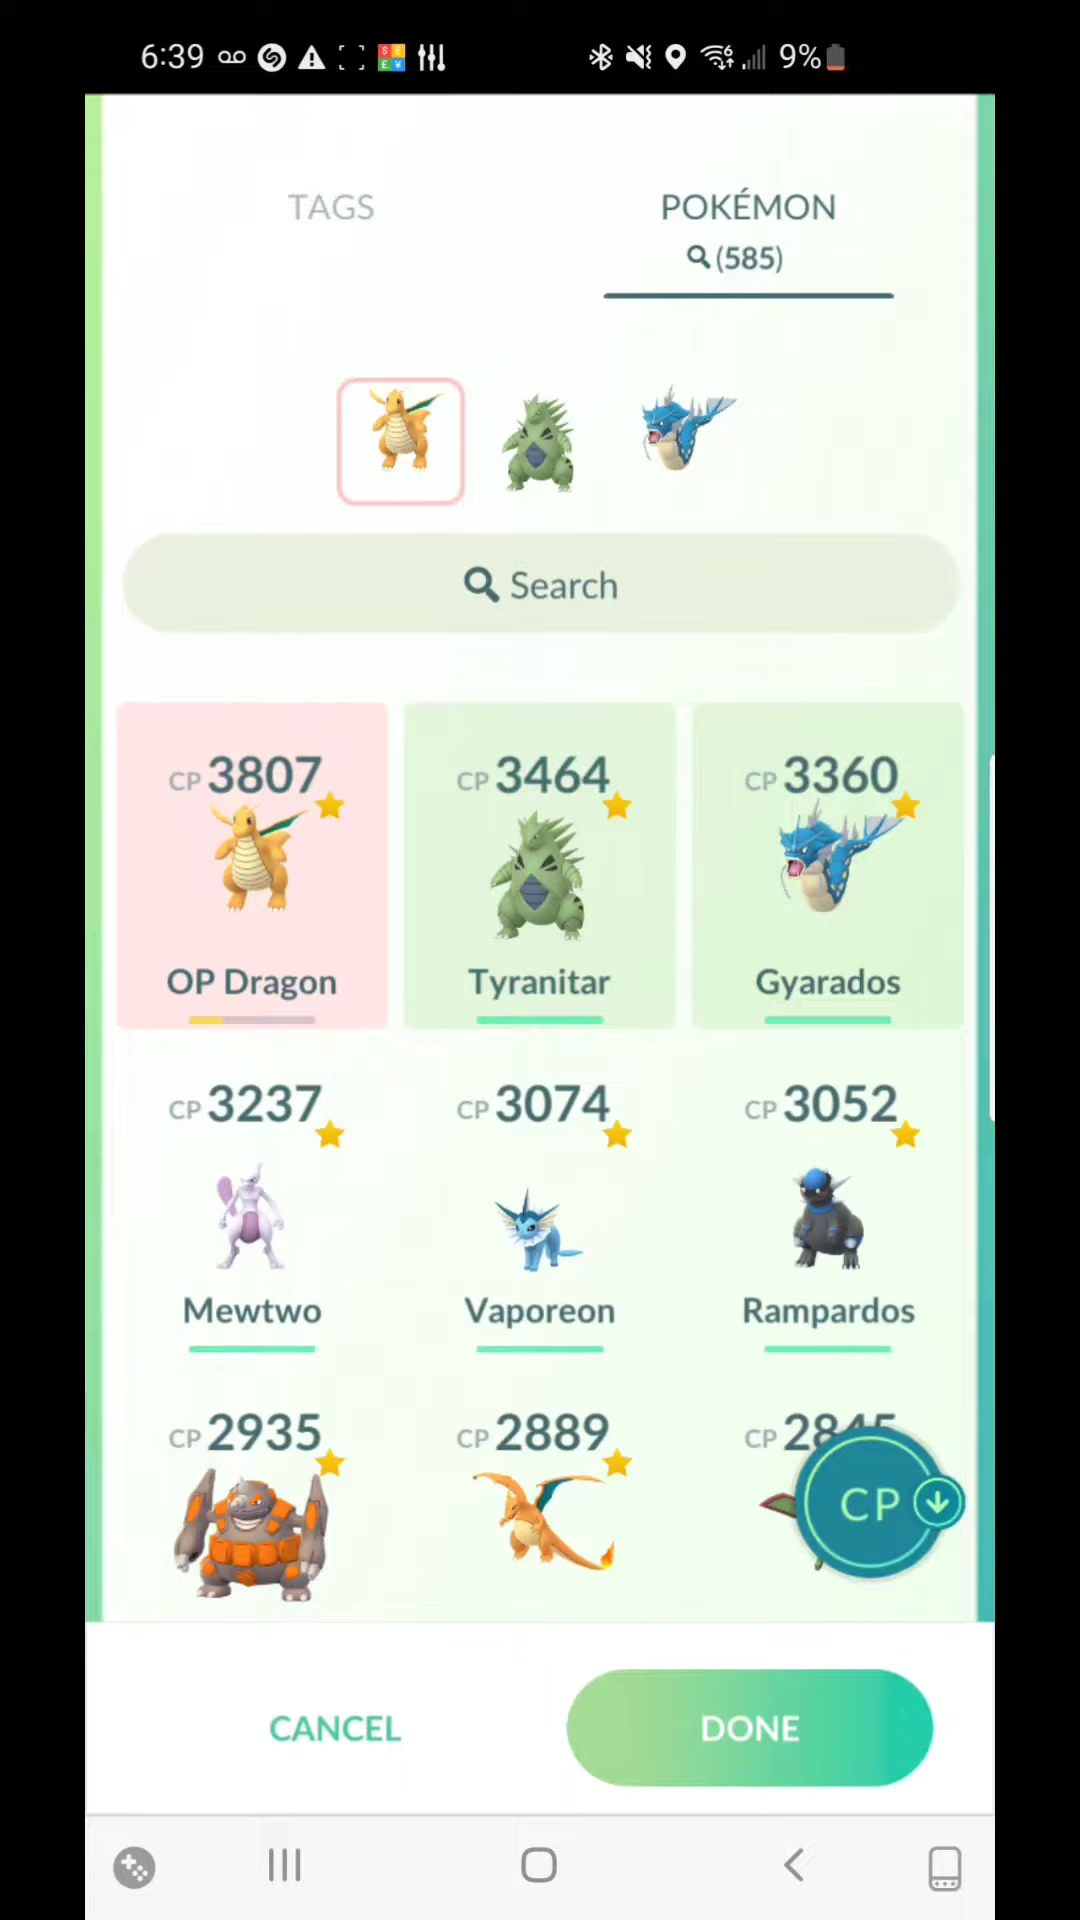 6:39
9%
TAGS
POKÉMON
(585)
Search
CP 3807
CP 3464
CP 3360
OP Dragon
Tyranitar
Gyarados
CP 3237
CP 3074
CP 3052
Mewtwo
Vaporeon
Rampardos
CP 2935
CP 2889
CP 2845
CP
CANCEL
DONE